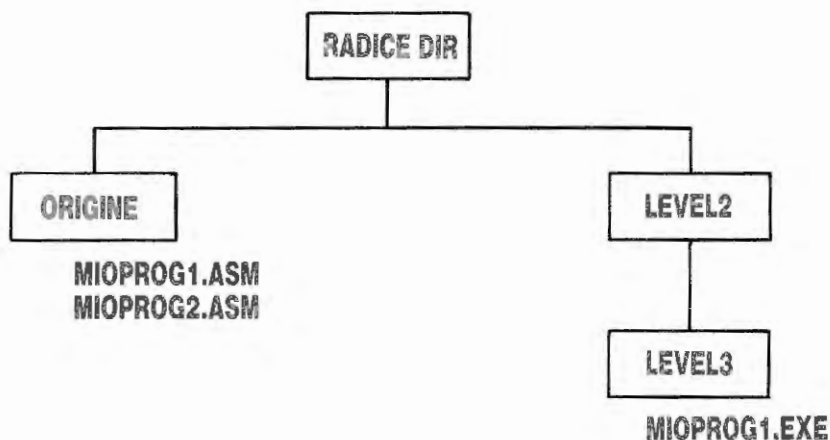 RADICE DIR
ORIGINE
LEVEL2
MIOPROG1.ASM
MIOPROG2.ASM
LEVEL3
MIOPROG1.EXE